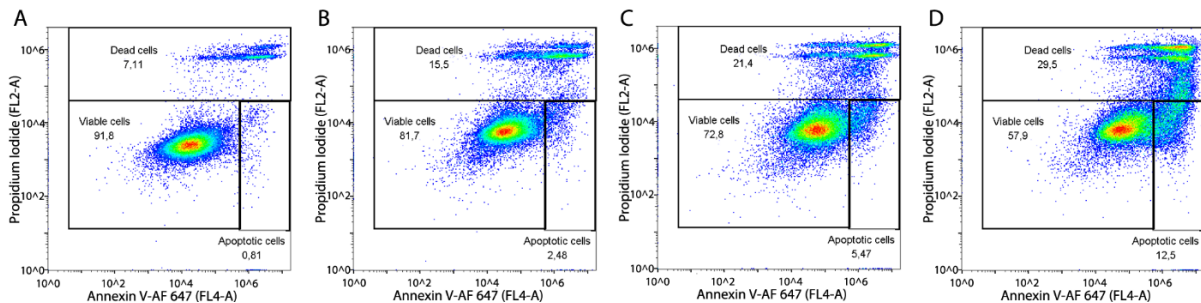 A
Propidium Iodide (FL2-A)
10^6
10^4
10^2
10^0
Dead cells
7,11
Viable cells
91,8
Apoptotic cells
0,81
10^0
10^2
10^4
10^6
Annexin V-AF 647 (FL4-A)
B
Propidium Iodide (FL2-A)
10^6
10^4
10^2
10^0
Dead cells
15,5
Viable cells
81,7
Apoptotic cells
2,48
10^0
10^2
10^4
10^6
Annexin V-AF 647 (FL4-A)
C
Propidium Iodide (FL2-A)
10^6
10^4
10^2
10^0
Dead cells
21,4
Viable cells
72,8
Apoptotic cells
5,47
10^0
10^2
10^4
10^6
Annexin V-AF 647 (FL4-A)
D
Propidium Iodide (FL2-A)
10^6
10^4
10^2
10^0
Dead cells
29,5
Viable cells
57,9
Apoptotic cells
12,5
10^0
10^2
10^4
10^6
Annexin V-AF 647 (FL4-A)